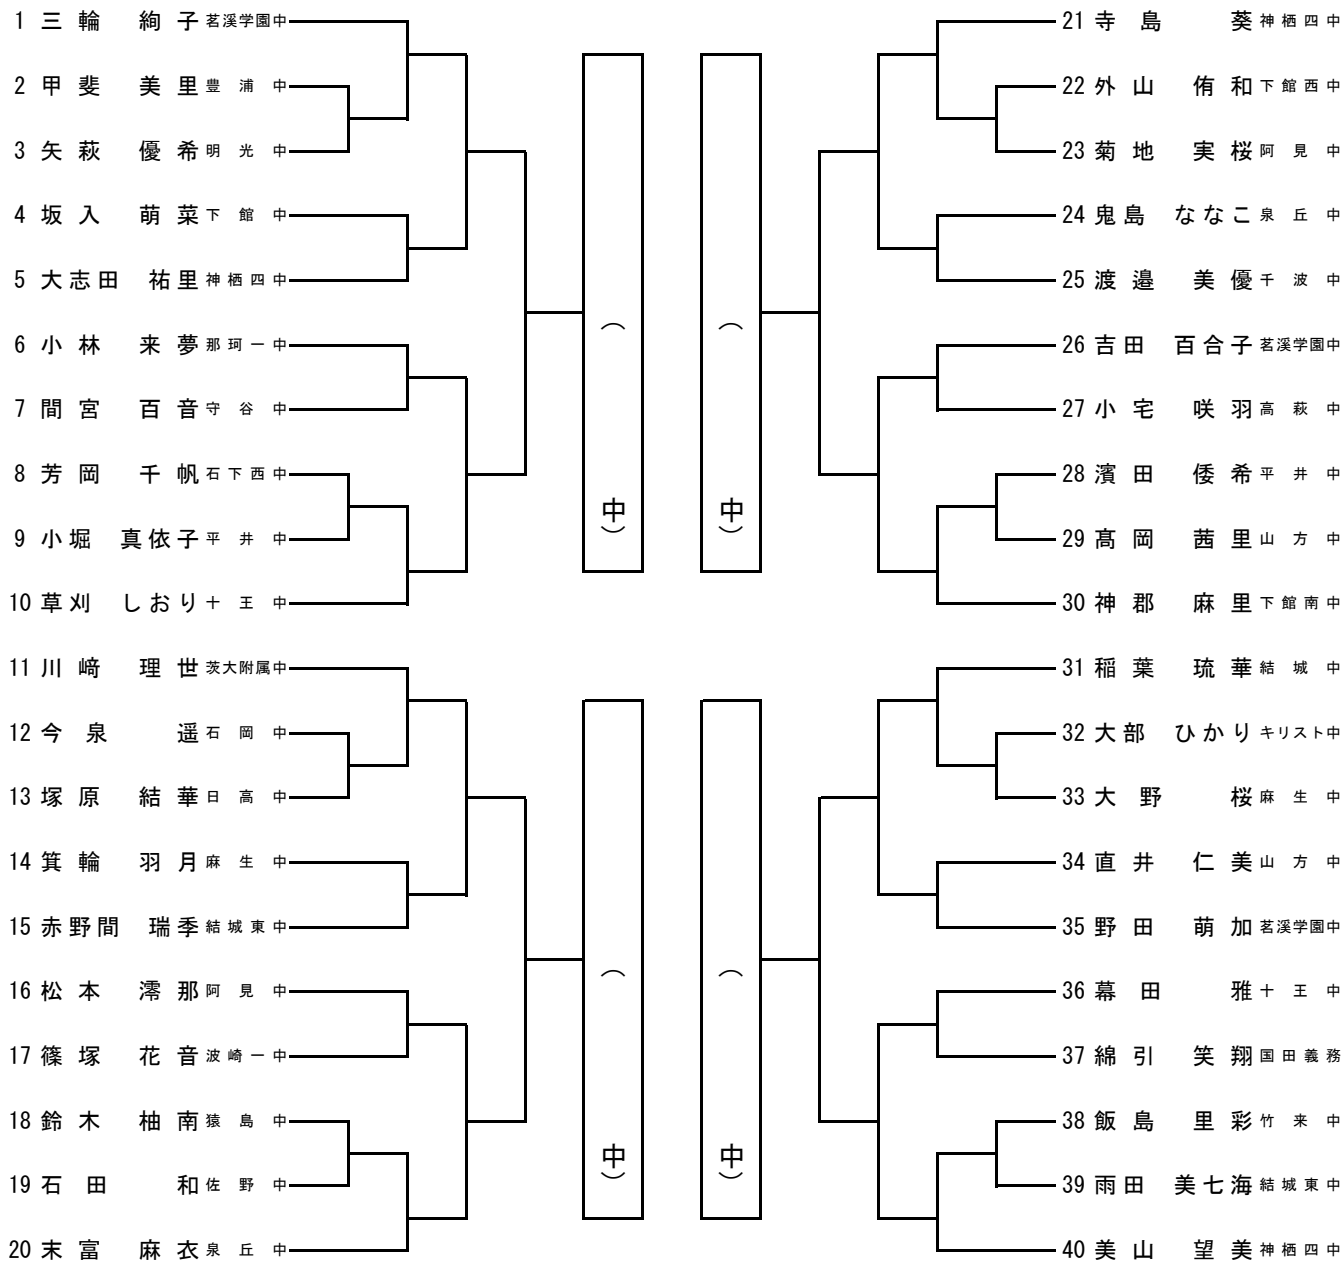 1 三輪 絢子 茗溪学園中
2 甲斐 美里 豊浦中
3 矢萩 優希 明光中
4 坂入 萌菜 下館中
5 大志田 祐里 神栖四中
6 小林 来夢 那珂一中
7 間宮 百音 守谷中
8 芳岡 千帆 石下西中
9 小堀 真依子 平井中
10 草刈 しおり 十王中
( 中)
11 川﨑 理世 茨大附属中
12 今泉 遥 石岡中
13 塚原 結華 日高中
14 箕輪 羽月 麻生中
15 赤野間 瑞季 結城東中
16 松本 澪那 阿見中
17 篠塚 花音 波崎一中
18 鈴木 柚南 猿島中
19 石田 和 佐野中
20 末富 麻衣 泉丘中
( 中)
21 寺島 葵 神栖四中
22 外山 侑和 下館西中
23 菊地 実桜 阿見中
24 鬼島 ななこ 泉丘中
25 渡邉 美優 千波中
26 吉田 百合子 茗溪学園中
27 小宅 咲羽 高萩中
28 濱田 倭希 平井中
29 髙岡 茜里 山方中
30 神郡 麻里 下館南中
( 中)
31 稲葉 琉華 結城中
32 大部 ひかり キリスト中
33 大野 桜 麻生中
34 直井 仁美 山方中
35 野田 萌加 茗溪学園中
36 幕田 雅 十王中
37 綿引 笑翔 国田義務
38 飯島 里彩 竹来中
39 雨田 美七海 結城東中
40 美山 望美 神栖四中
( 中)